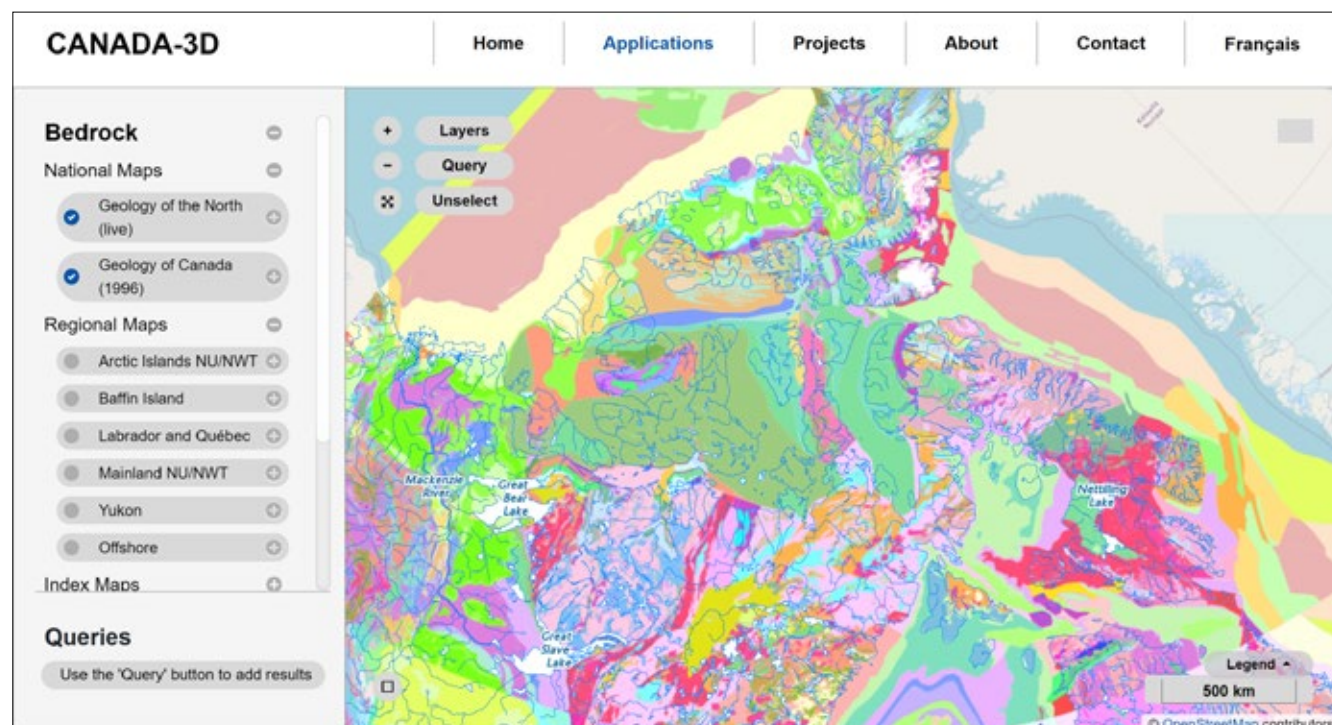 CANADA-3D
Home
Applications
Projects
About
Contact
Français
Bedrock
National Maps
Geology of the North
(live)
Geology of Canada
(1996)
Regional Maps
Arctic Islands NU/NWT
Baffin Island
Labrador and Québec
Mainland NU/NWT
Yukon
Offshore
Index Maps
Queries
Use the 'Query' button to add results
+
Layers
−
Query
Unselect
Mackenzie
River
Great
Bear
Lake
Great
Slave
Lake
Nettilling
Lake
Legend
500 km
© OpenStreetMap contributors